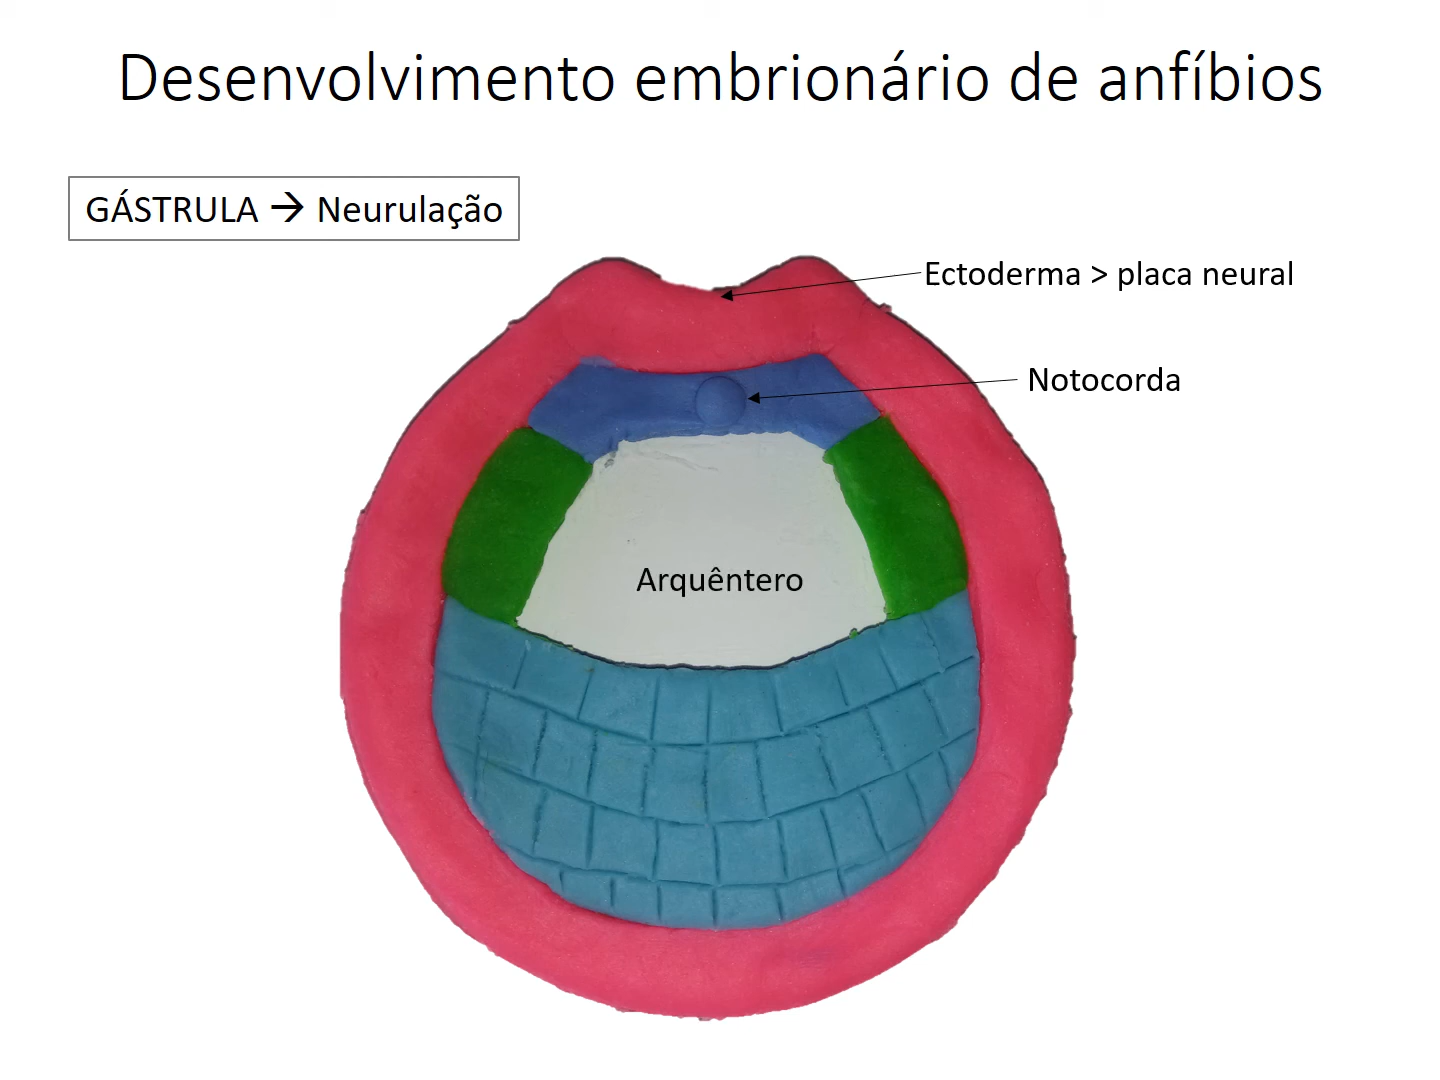 Desenvolvimento embrionário de anfíbios
GÁSTRULA → Neurulação
Ectoderma > placa neural
Notocorda
Arquêntero